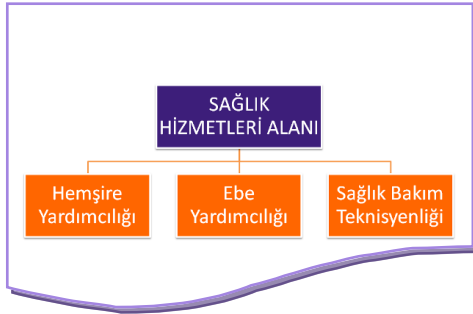 SAĞLIK
HİZMETLERİ ALANI
Hemşire
Yardımcılığı
Ebe
Yardımcılığı
Sağlık Bakım
Teknisyenliği